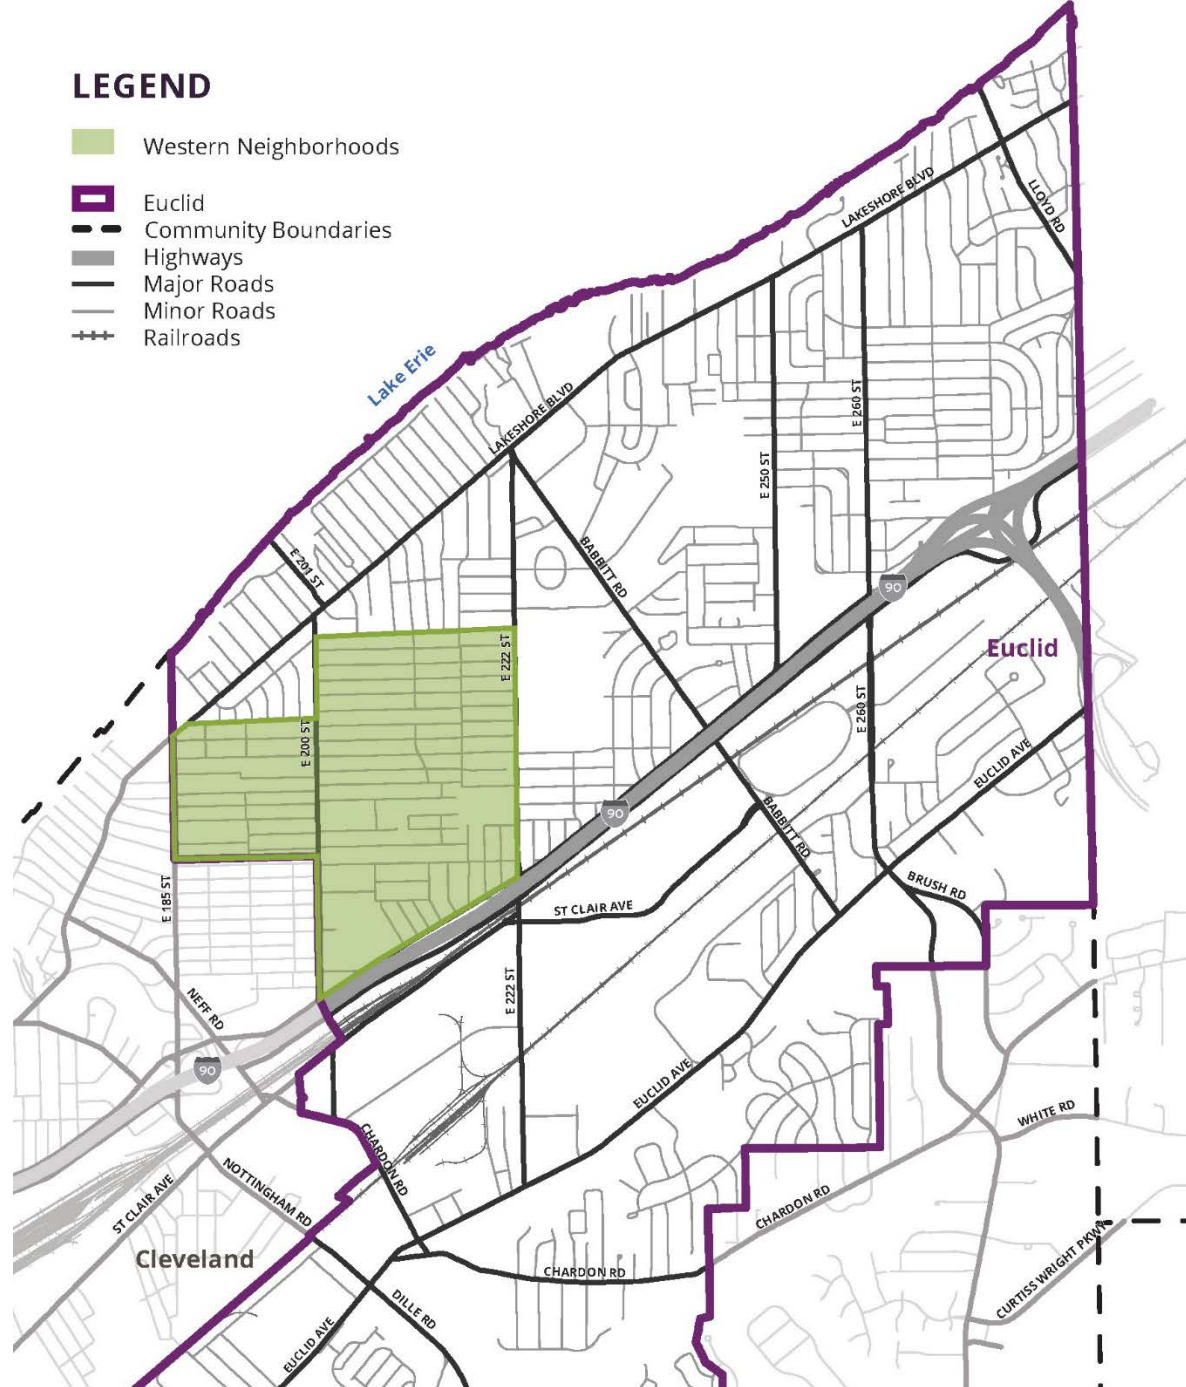 LEGEND
Western Neighborhoods
Euclid
Community Boundaries
Highways
Major Roads
Minor Roads
Railroads
Lake Erie
LAKESHORE BLVD
LLOYD RD
LAKESHORE BLVD
E 260 ST
E 250 ST
E 201 ST
BABBITT RD
90
E 222 ST
Euclid
E 260 ST
E 200 ST
EUCLID AVE
90
BABBITT RD
E 185 ST
ST CLAIR AVE
BRUSH RD
E 222 ST
NEFF RD
90
EUCLID AVE
WHITE RD
CHARDON RD
NOTTINGHAM RD
ST CLAIR AVE
CHARDON RD
Cleveland
CHARDON RD
CURTISS WRIGHT PKWY
DILLE RD
EUCLID AVE